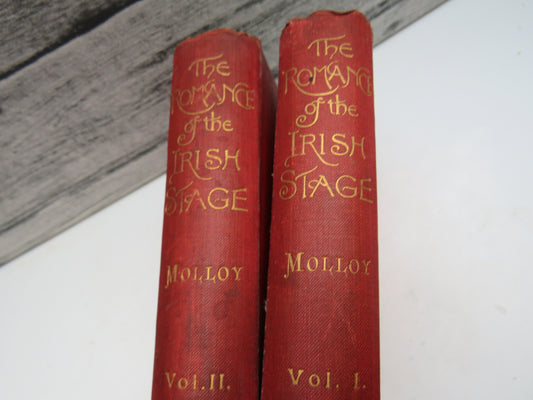 The
ROMANCE
of the
IRISH
STAGE
MOLLOY
Vol. II.
The
ROMANCE
of the
IRISH
STAGE
MOLLOY
Vol. I.